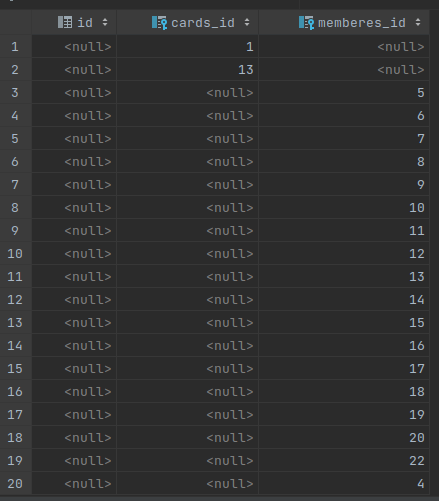 id cards_id memberes_id
1 <null> 1 <null>
2 <null> 13 <null>
3 <null> <null> 5
4 <null> <null> 6
5 <null> <null> 7
6 <null> <null> 8
7 <null> <null> 9
8 <null> <null> 10
9 <null> <null> 11
10 <null> <null> 12
11 <null> <null> 13
12 <null> <null> 14
13 <null> <null> 15
14 <null> <null> 16
15 <null> <null> 17
16 <null> <null> 18
17 <null> <null> 19
18 <null> <null> 20
19 <null> <null> 22
20 <null> <null> 4